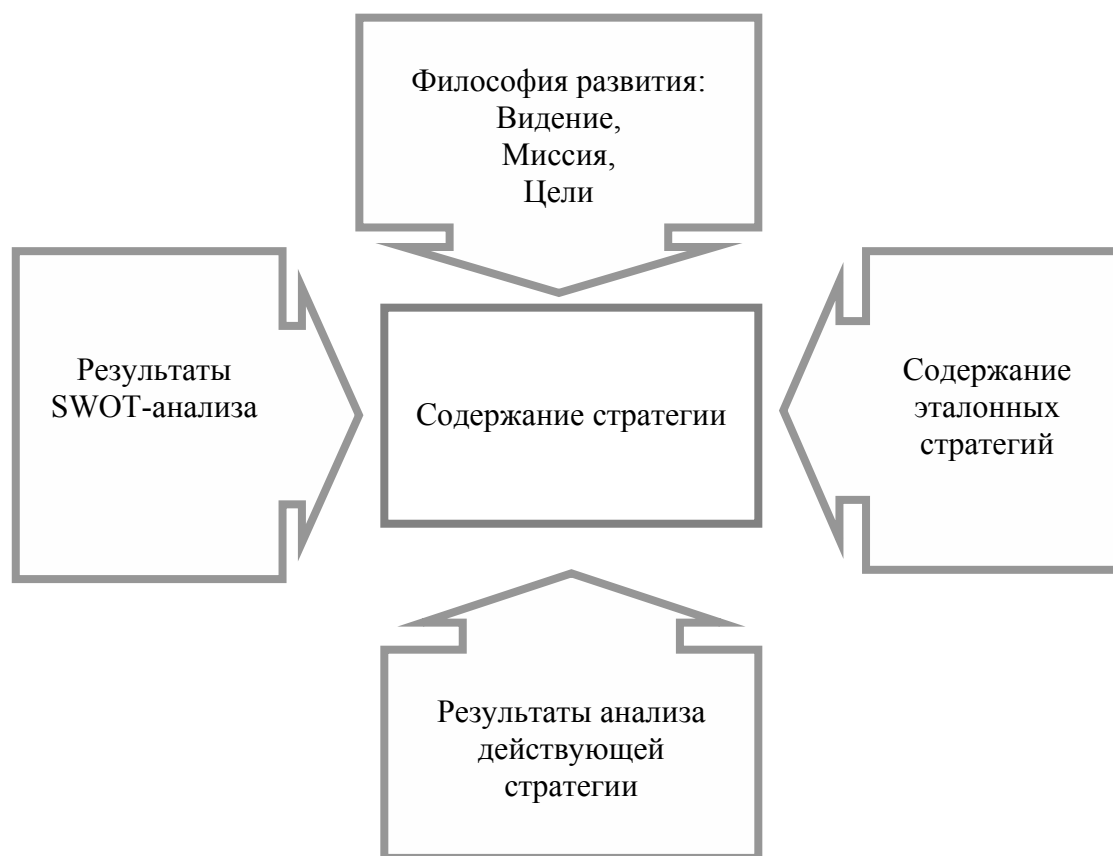 Философия развития:
Видение,
Миссия,
Цели
Результаты
SWOT-анализа
Содержание стратегии
Содержание
эталонных
стратегий
Результаты анализа
действующей
стратегии